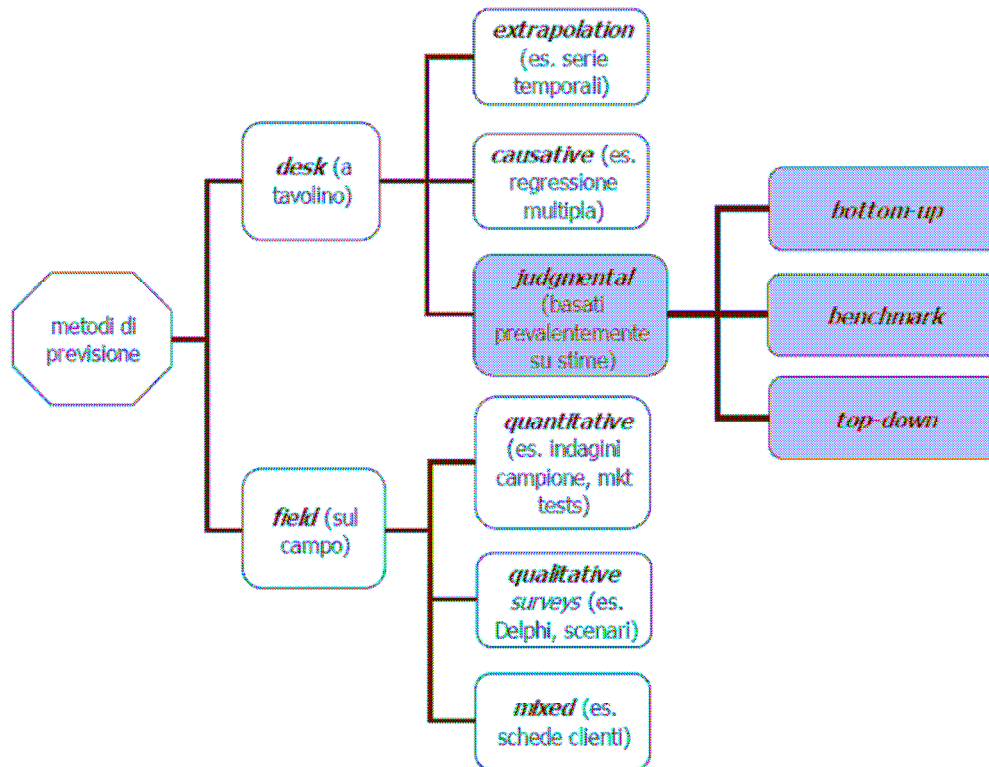 extrapolation
(es. serie
temporali)
desk (a
tavolino)
causative (es.
regressione
multipla)
bottom-up
judgmental
(basati
prevalentemente
su stime)
benchmark
metodi di
previsione
top-down
quantitative
(es. indagini
campione, mkt
tests)
field (sul
campo)
qualitative
surveys (es.
Delphi, scenari)
mixed (es.
schede clienti)